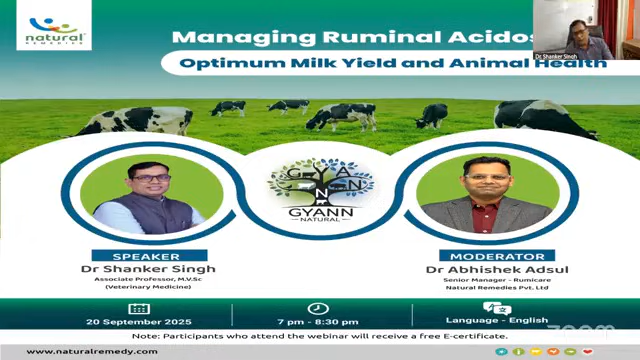 natural
REMEDIES
Managing Ruminal Acidos
Optimum Milk Yield and Animal Health
Dr Shanker Singh
GYANN
NATURAL
SPEAKER
Dr Shanker Singh
Associate Professor, M.V.Sc
(Veterinary Medicine)
MODERATOR
Dr Abhishek Adsul
Senior Manager - Rumicare
Natural Remedies Pvt. Ltd
20 September 2025
7 pm - 8:30 pm
Language - English
zoom
Note: Participants who attend the webinar will receive a free E-certificate.
www.naturalremedy.com